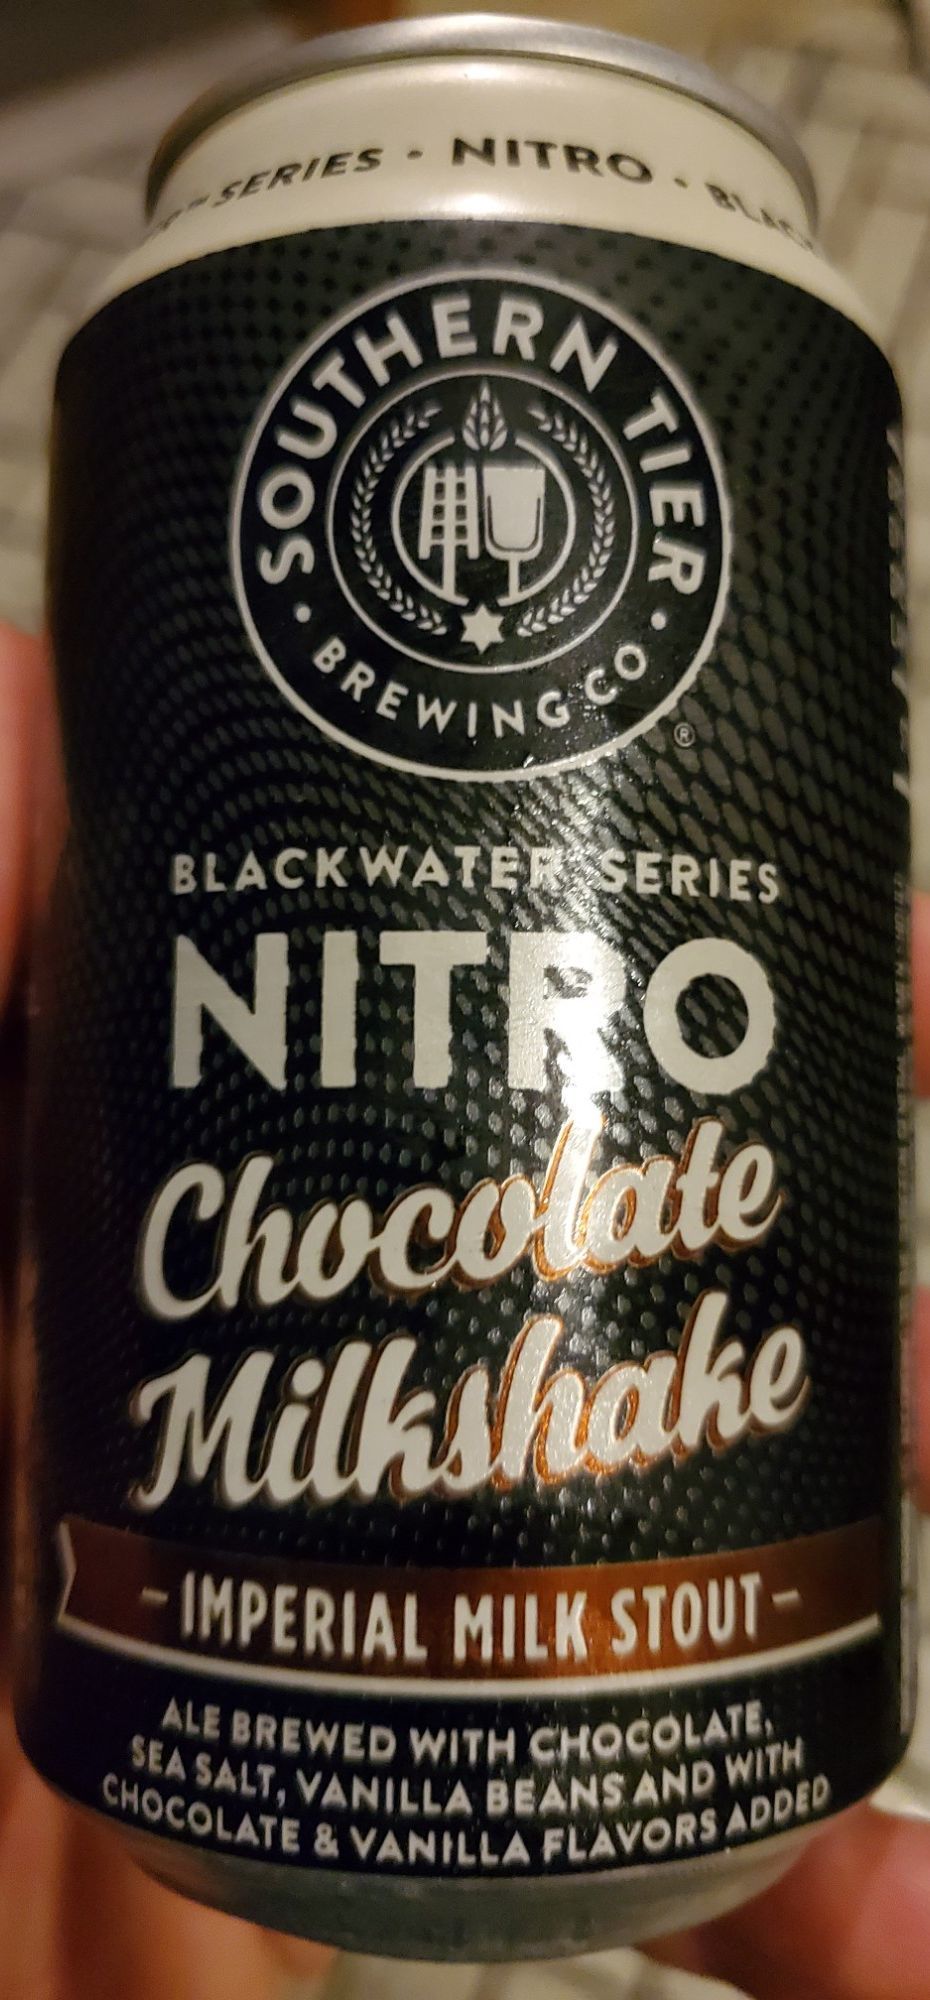 SERIES • NITRO •
SOUTHERN TIER
• BREWING CO •
®
BLACKWATER SERIES
NITRO
Chocolate
Milkshake
– IMPERIAL MILK STOUT –
ALE BREWED WITH CHOCOLATE,
SEA SALT, VANILLA BEANS AND WITH
CHOCOLATE & VANILLA FLAVORS ADDED